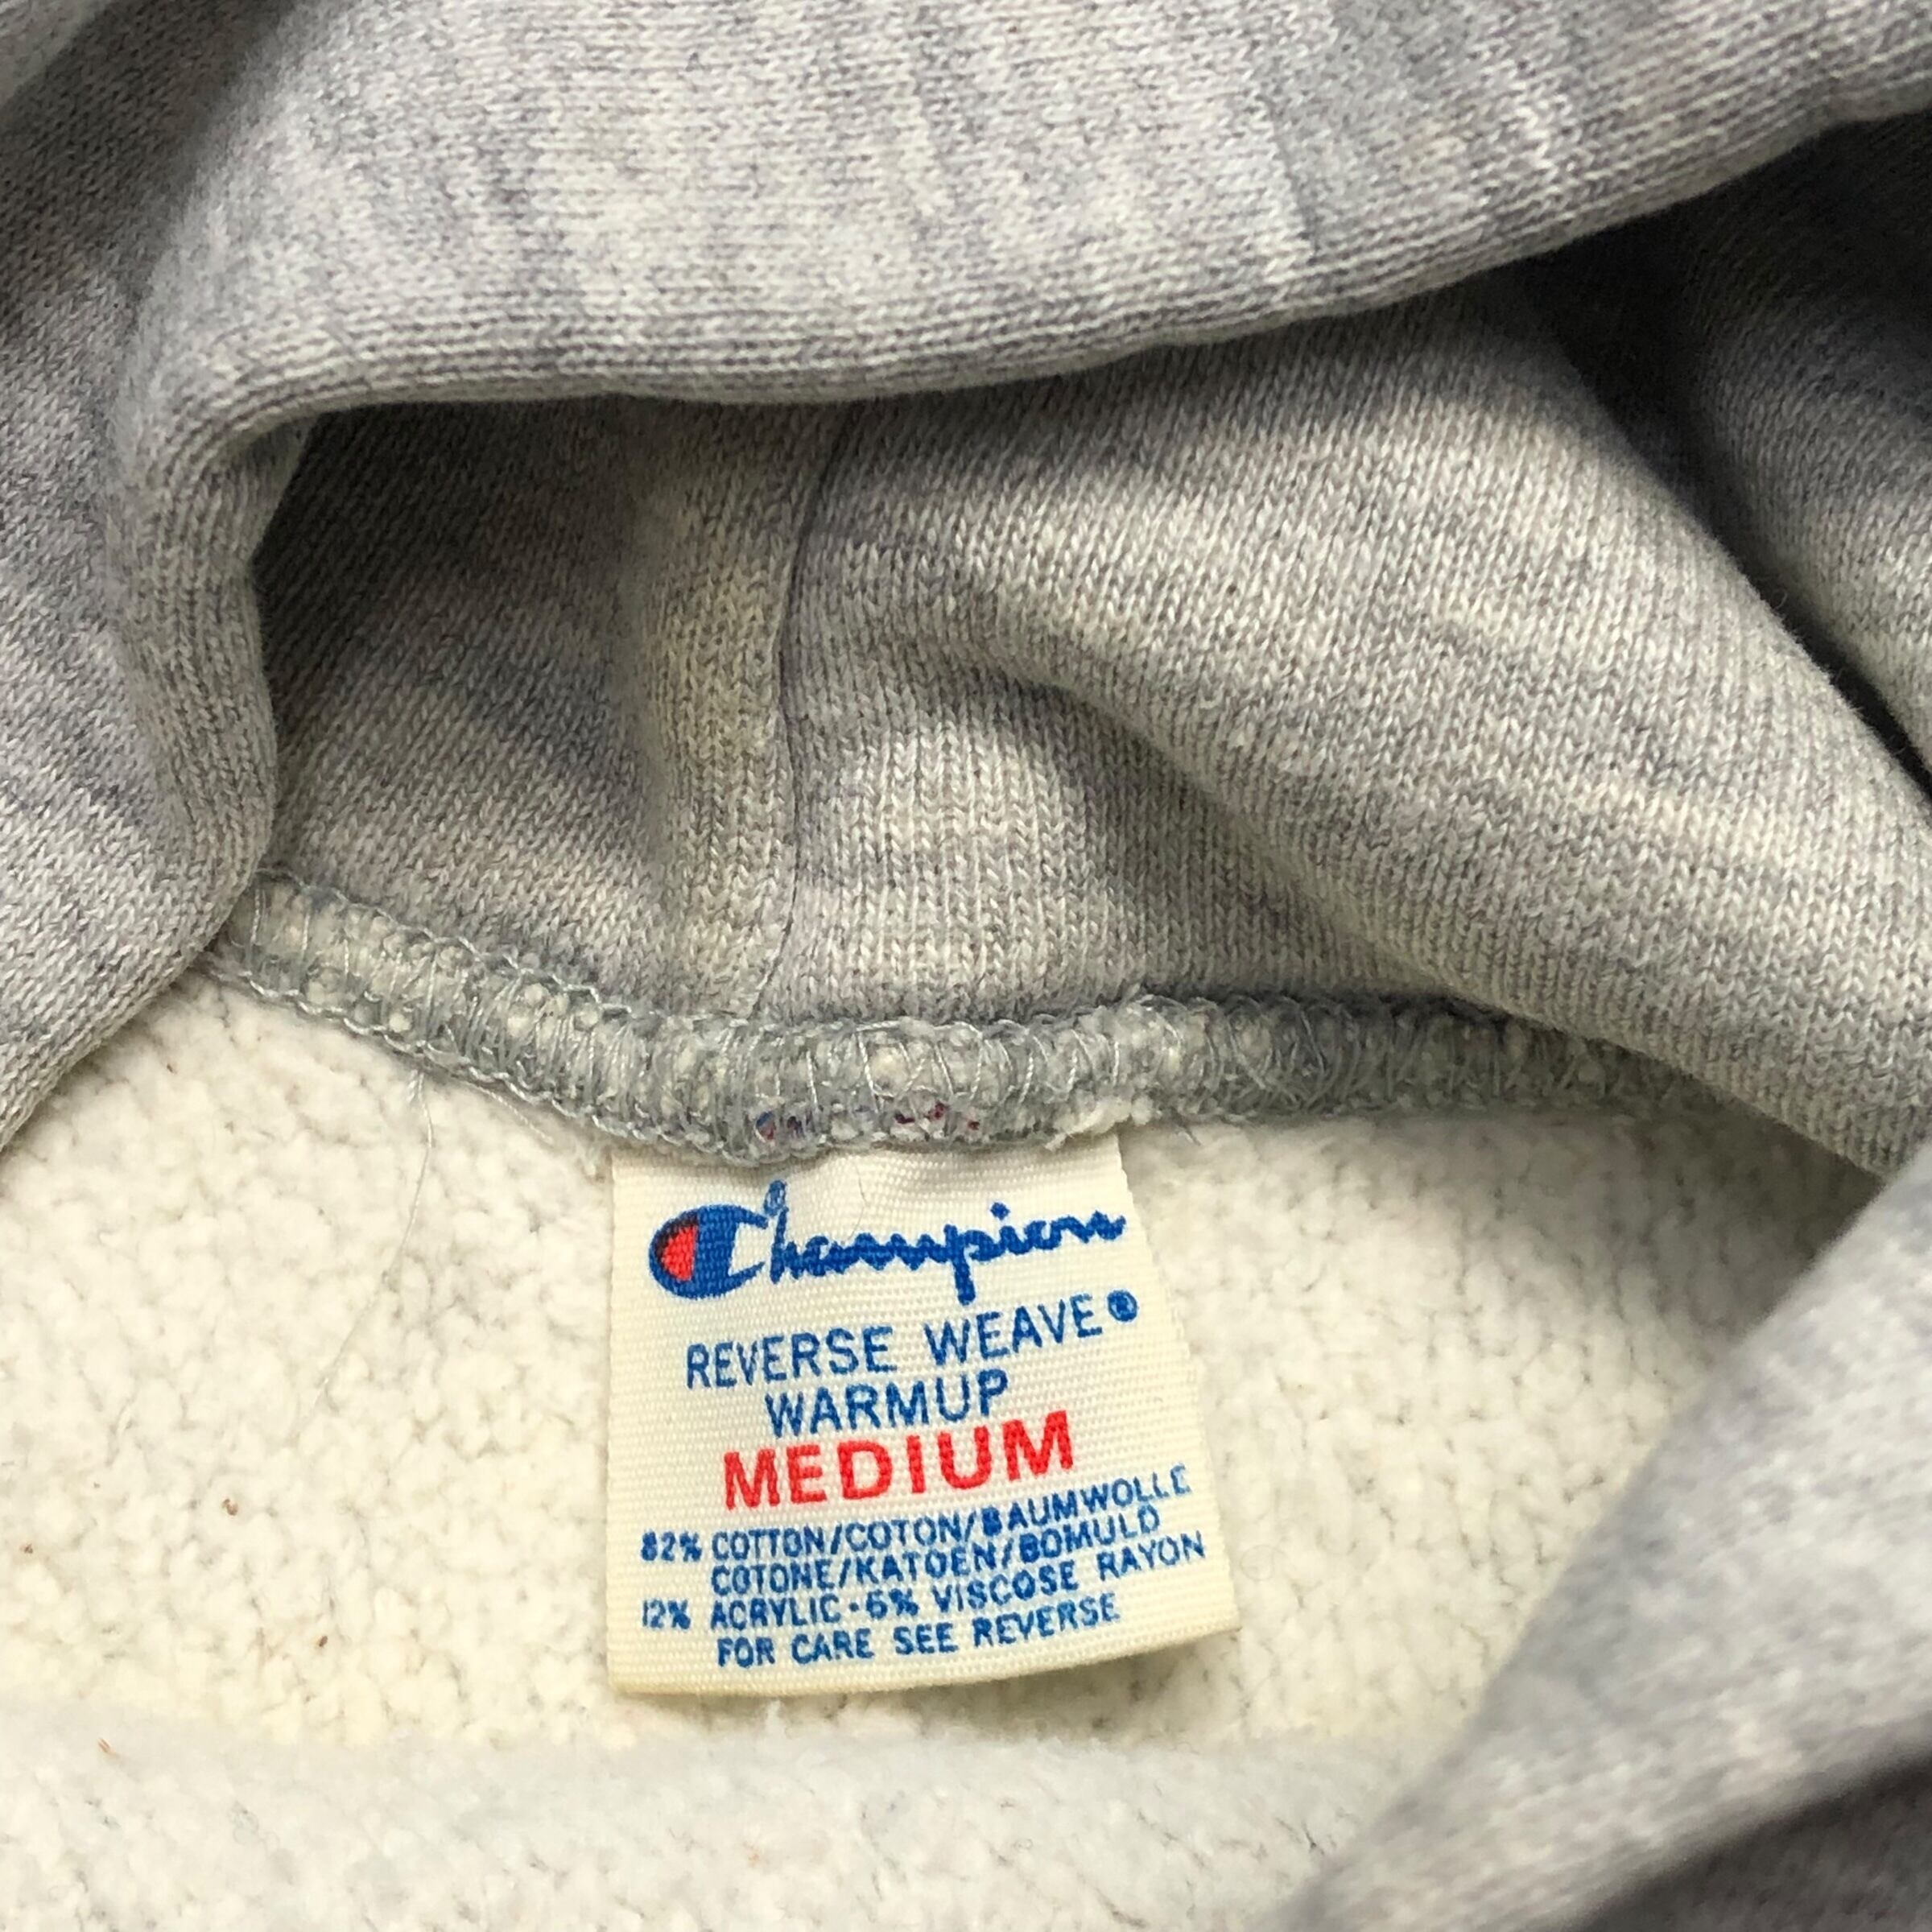 Champion
REVERSE WEAVE®
WARMUP
MEDIUM
82% COTTON/COTON/BAUMWOLLE
COTONE/KATOEN/BOMULD
12% ACRYLIC·6% VISCOSE RAYON
FOR CARE SEE REVERSE